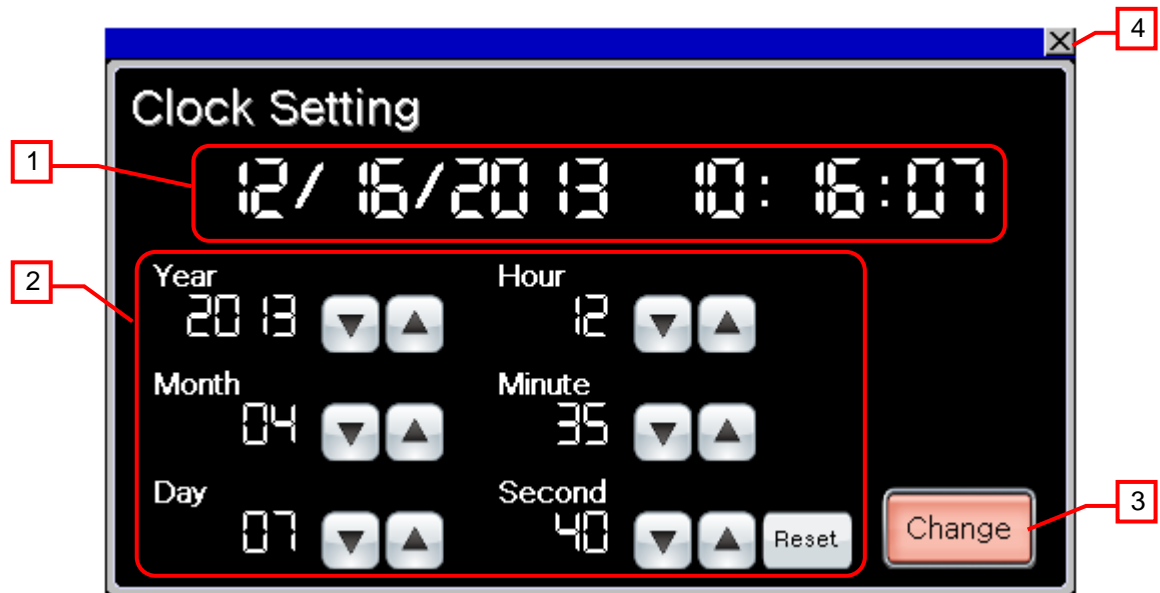 4
Clock Setting
1
12/16/2013 10:16:07
2
Year Hour
2013 12
Month Minute
04 35
Day Second
07 40 Reset
Change
3